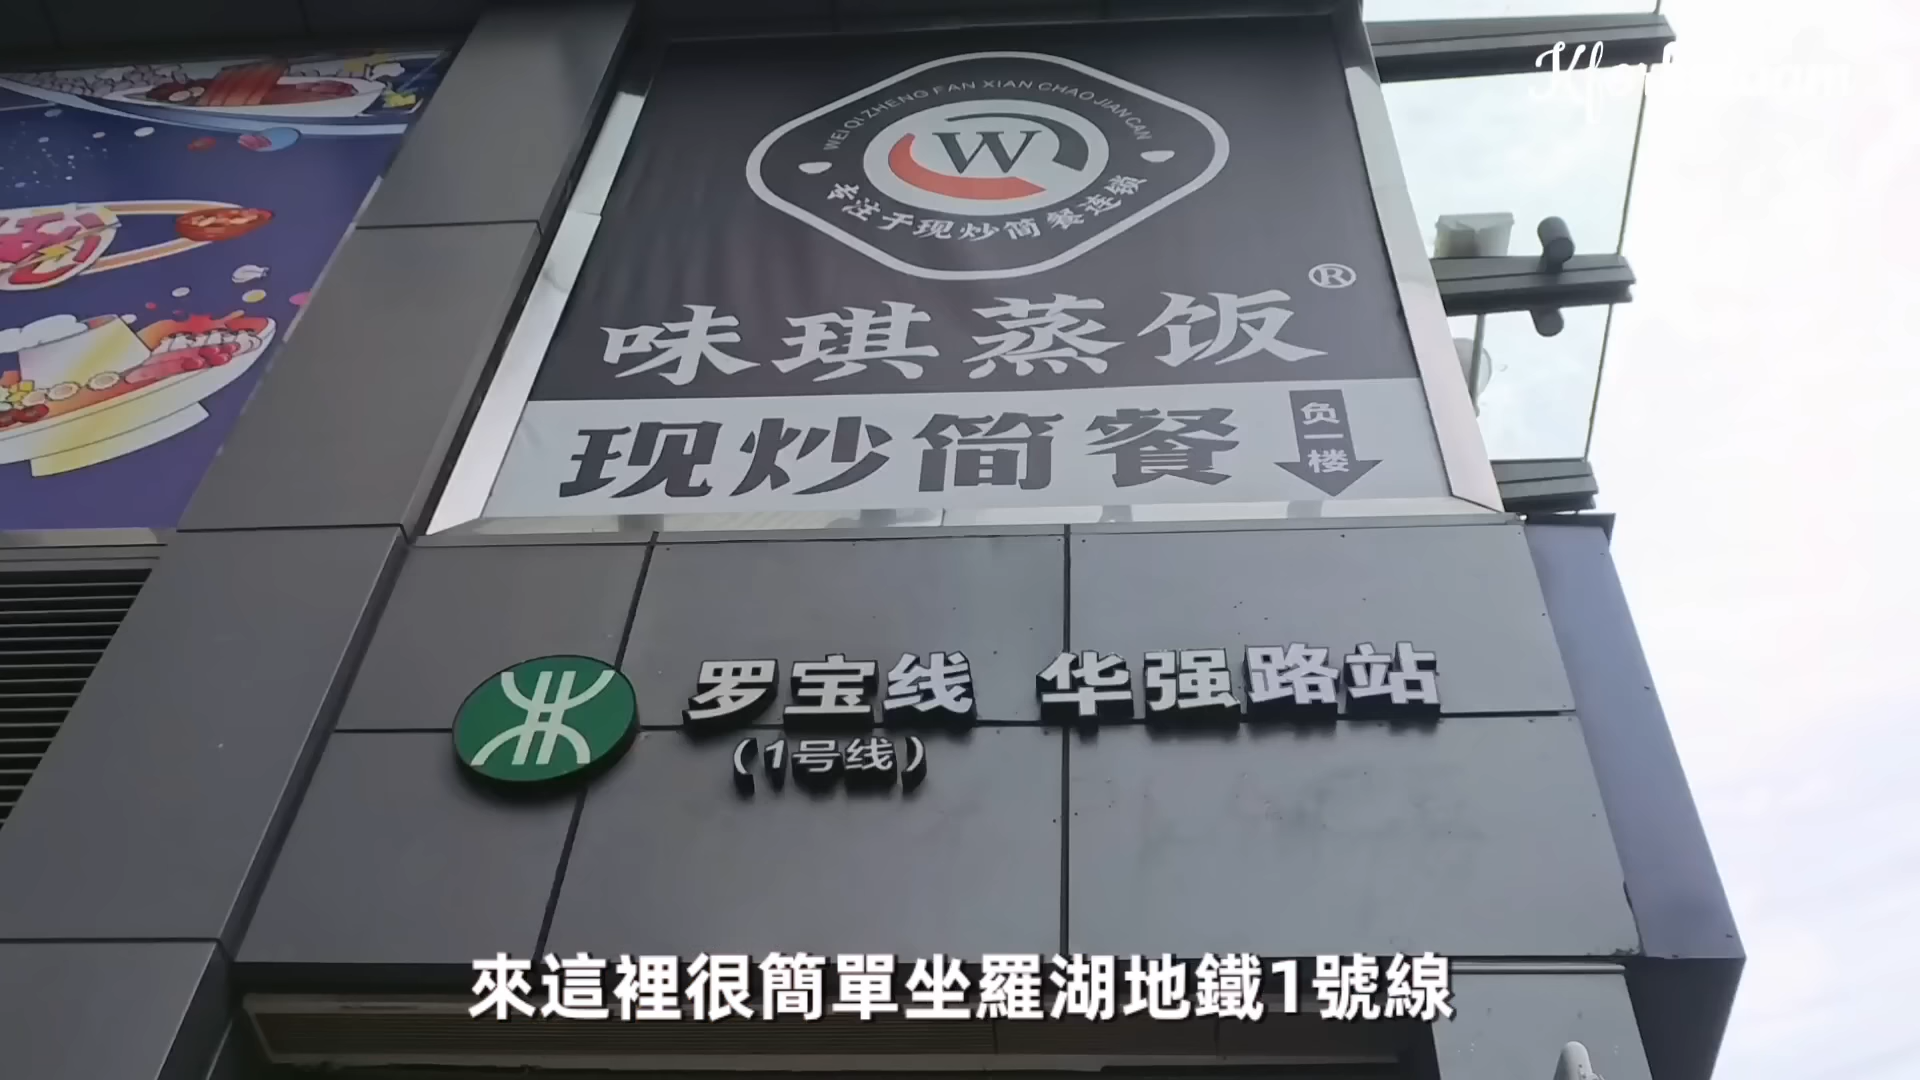 WEI QI ZHENG FAN XIAN CHAO JIAN CAN
W
专注于现炒简餐连锁
味琪蒸饭®
现炒简餐
负一楼
罗宝线 华强路站
(1号线)
來這裡很簡單坐羅湖地鐵1號線